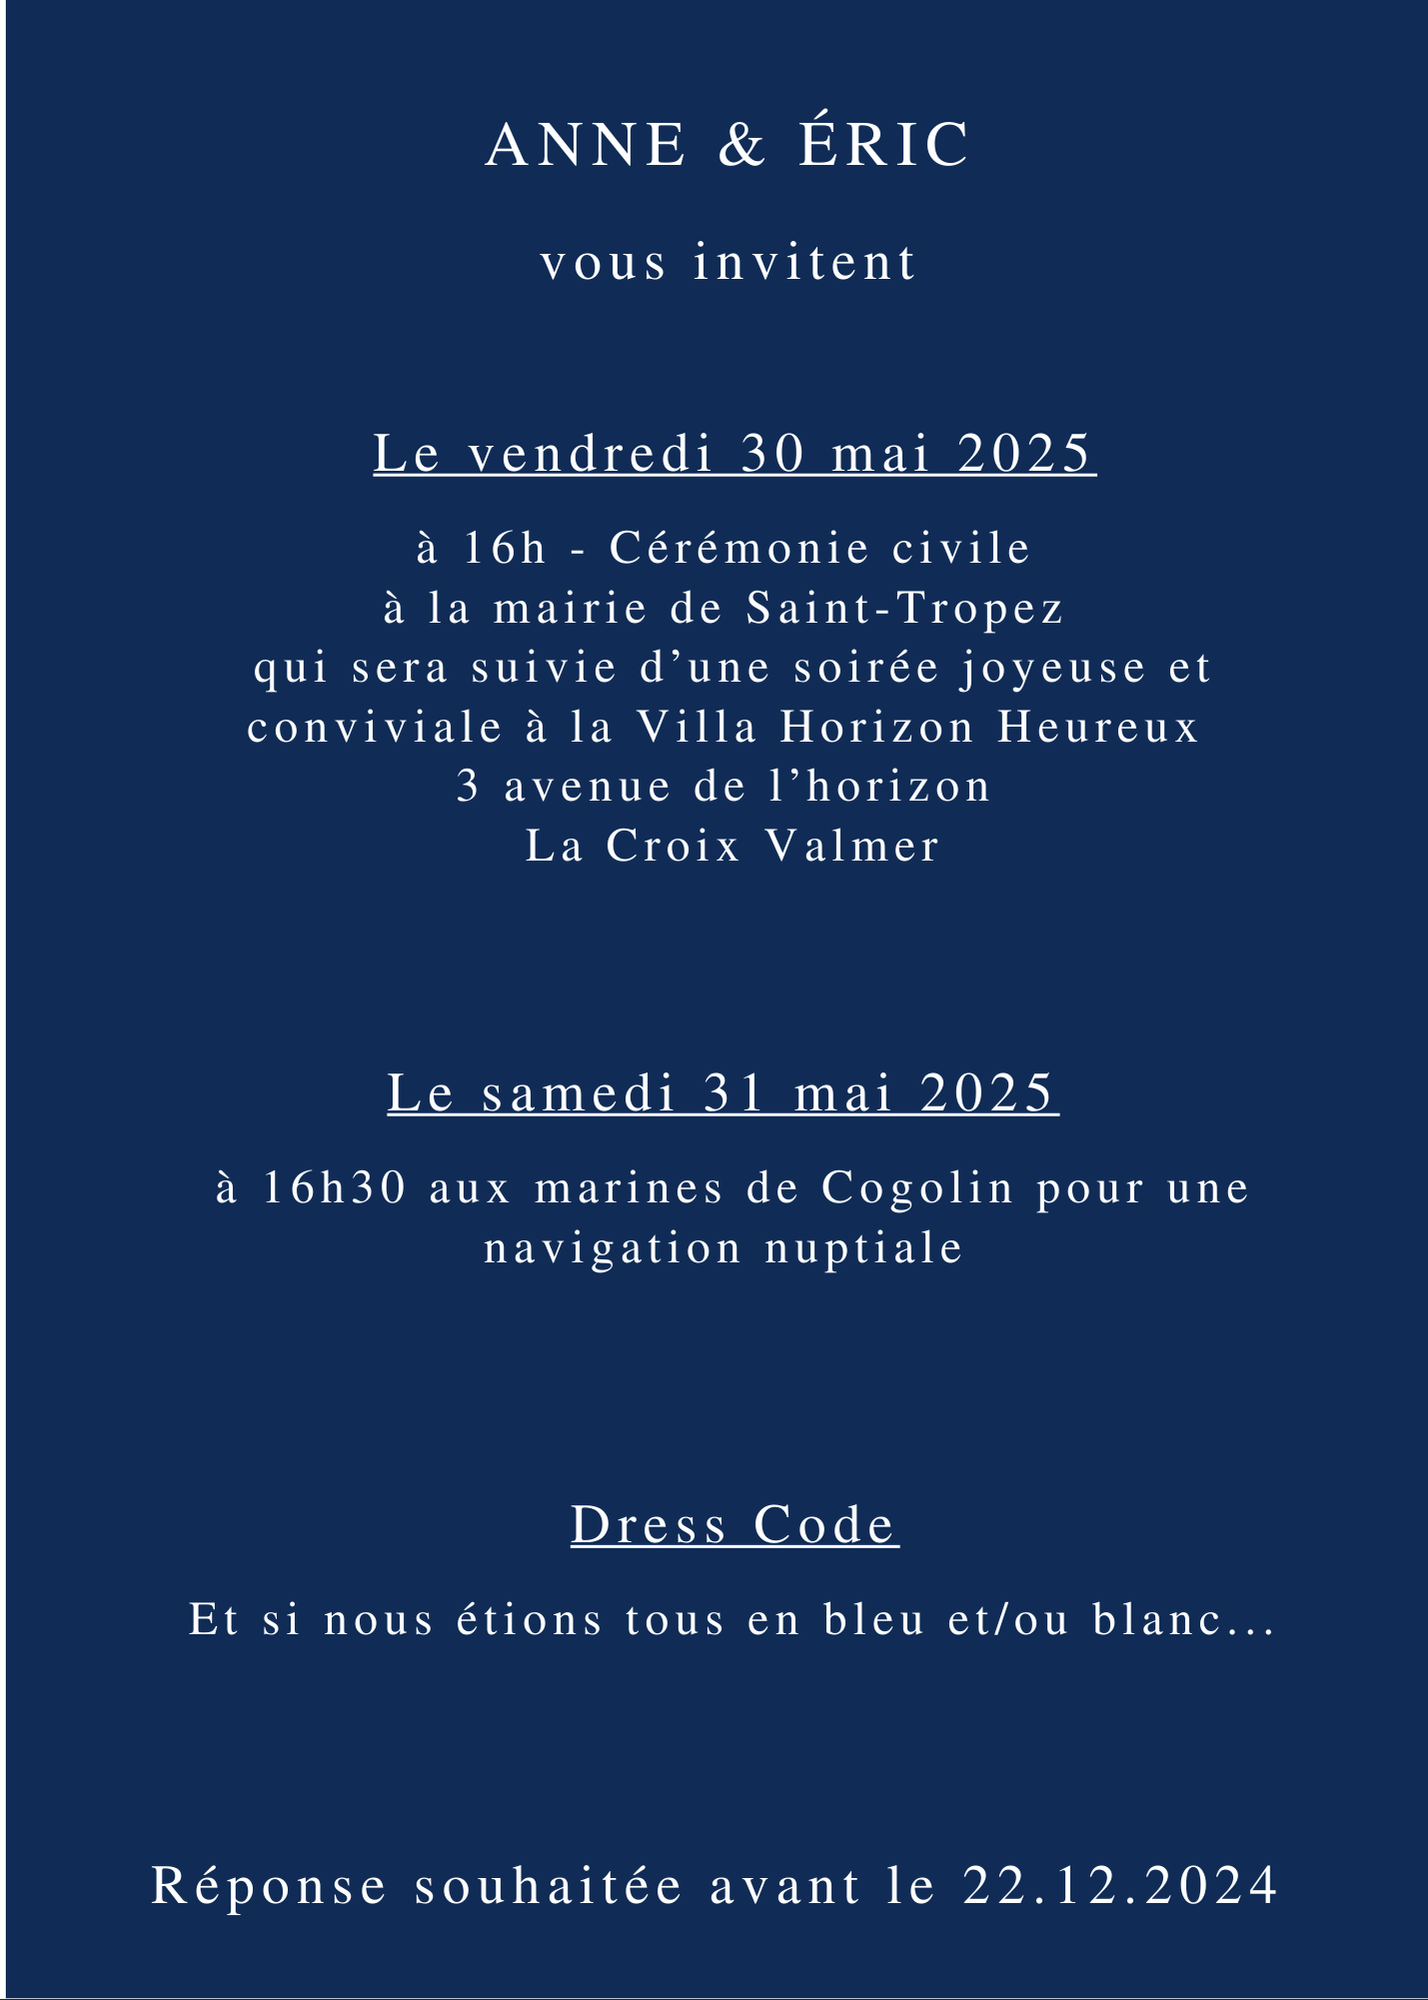 ANNE & ÉRIC
vous invitent
Le vendredi 30 mai 2025
à 16h - Cérémonie civile
à la mairie de Saint-Tropez
qui sera suivie d’une soirée joyeuse et
conviviale à la Villa Horizon Heureux
3 avenue de l’horizon
La Croix Valmer
Le samedi 31 mai 2025
à 16h30 aux marines de Cogolin pour une
navigation nuptiale
Dress Code
Et si nous étions tous en bleu et/ou blanc...
Réponse souhaitée avant le 22.12.2024